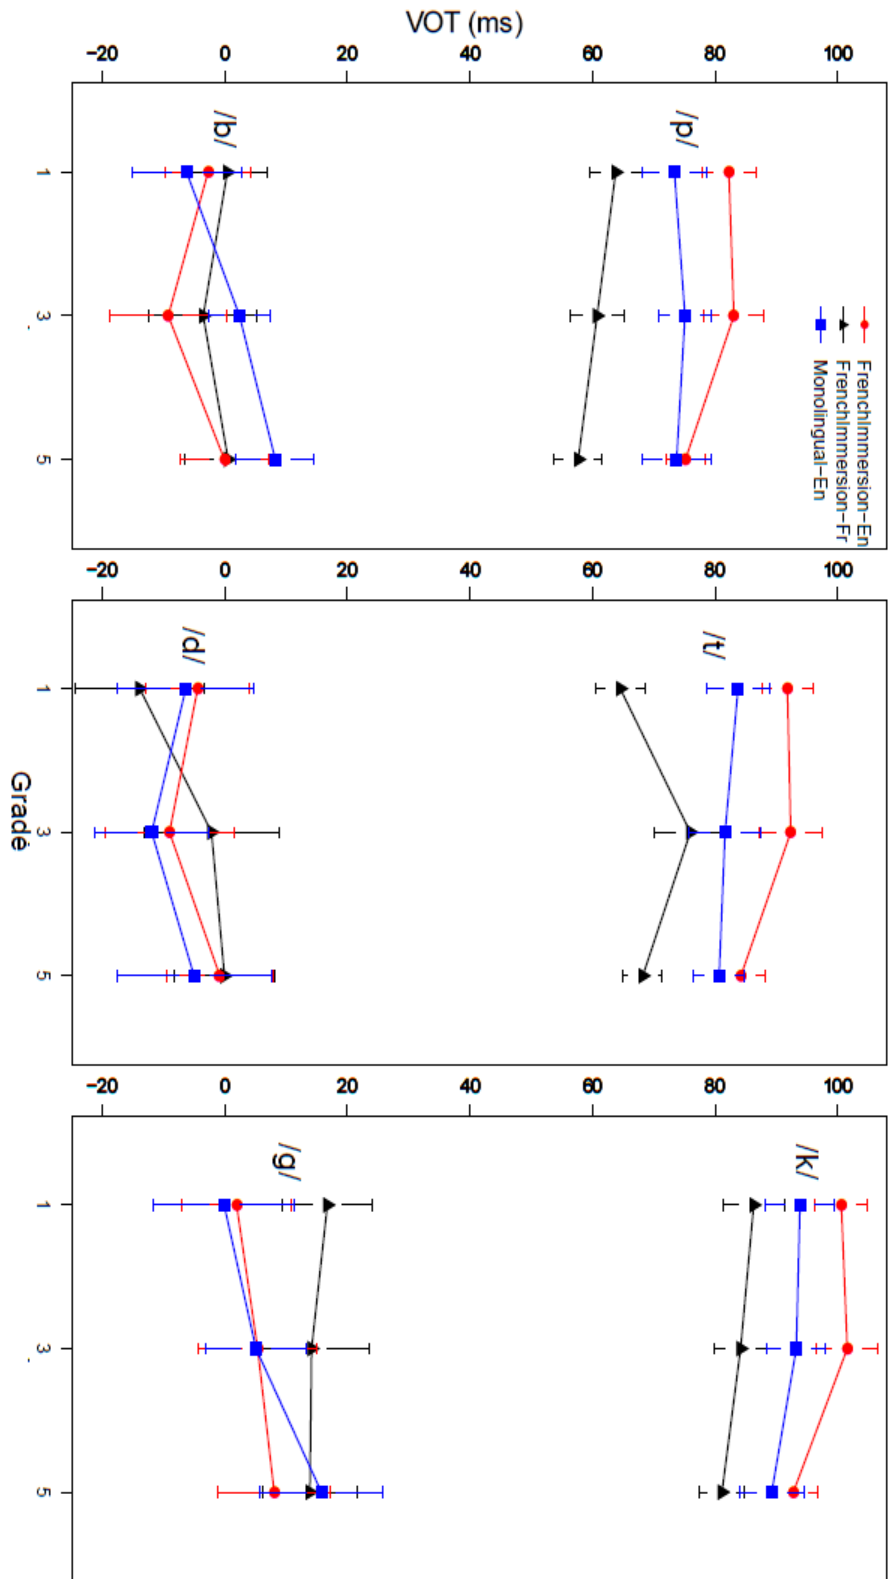 VOT (ms)
−20 0 20 40 60 80 100
/b/ /p/
1
3
5
FrenchImmersion−En
FrenchImmersion−Fr
Monolingual−En
−20 0 20 40 60 80 100
/d/ /t/
1
3
5
Grade
−20 0 20 40 60 80 100
/g/ /k/
1
3
5